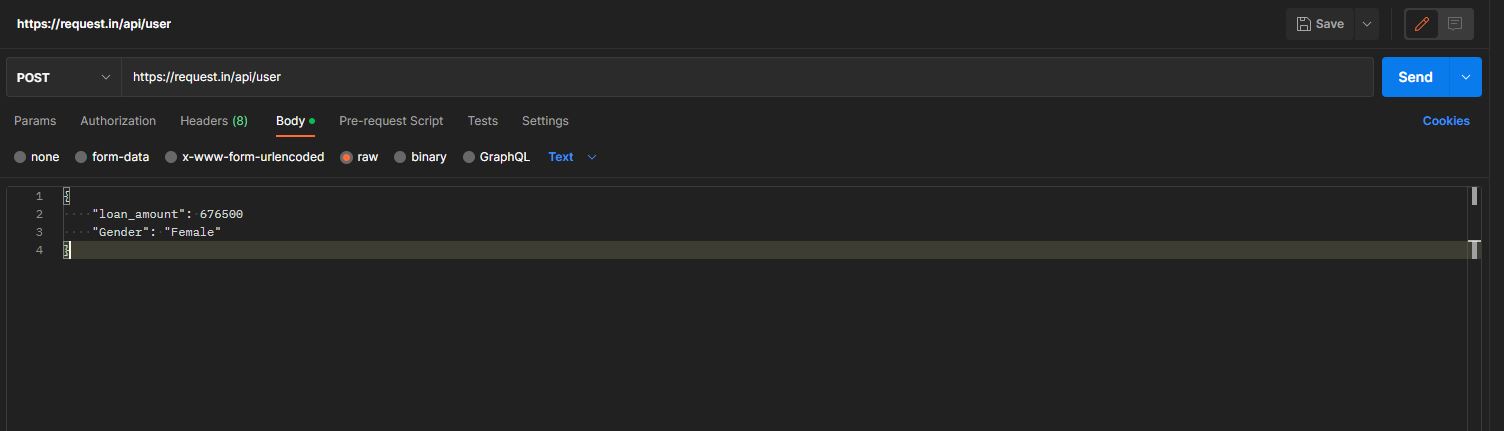 https://request.in/api/user
Save
POST
https://request.in/api/user
Send
Params Authorization Headers (8) Body Pre-request Script Tests Settings Cookies
none form-data x-www-form-urlencoded raw binary GraphQL Text
1 {
2 "loan_amount": 676500
3 "Gender": "Female"
4 }